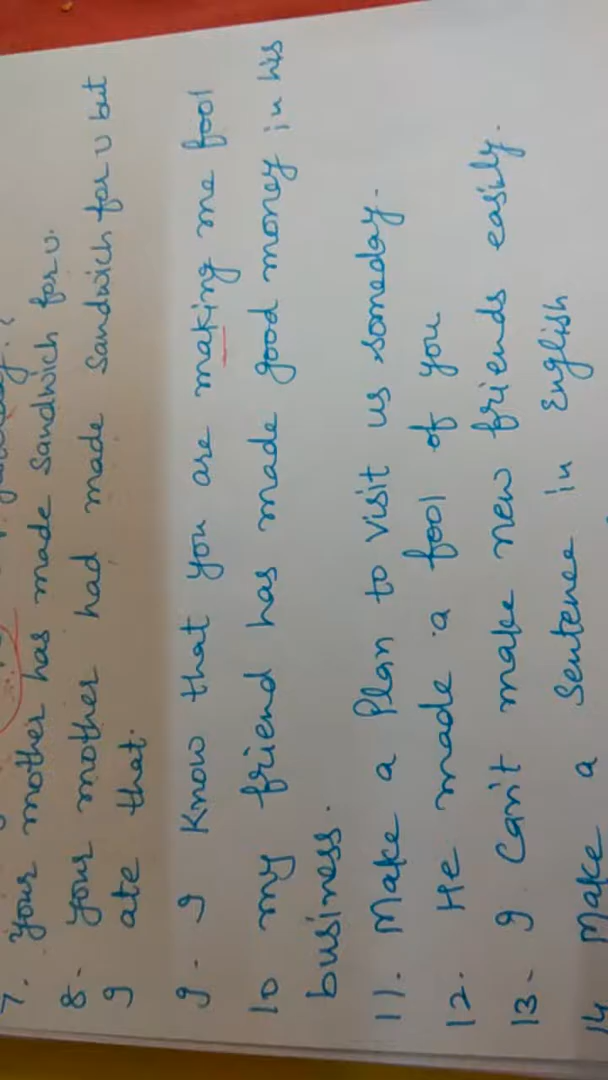 7. your mother has made sandwich for u.
8. your mother had made sandwich for u but
I ate that.
9. I know that you are making me fool
10 my friend has made good money in his
business.
11. Make a Plan to visit us someday.
12. He made a fool of you
13. I can't make new friends easily.
14 Make a Sentence in English